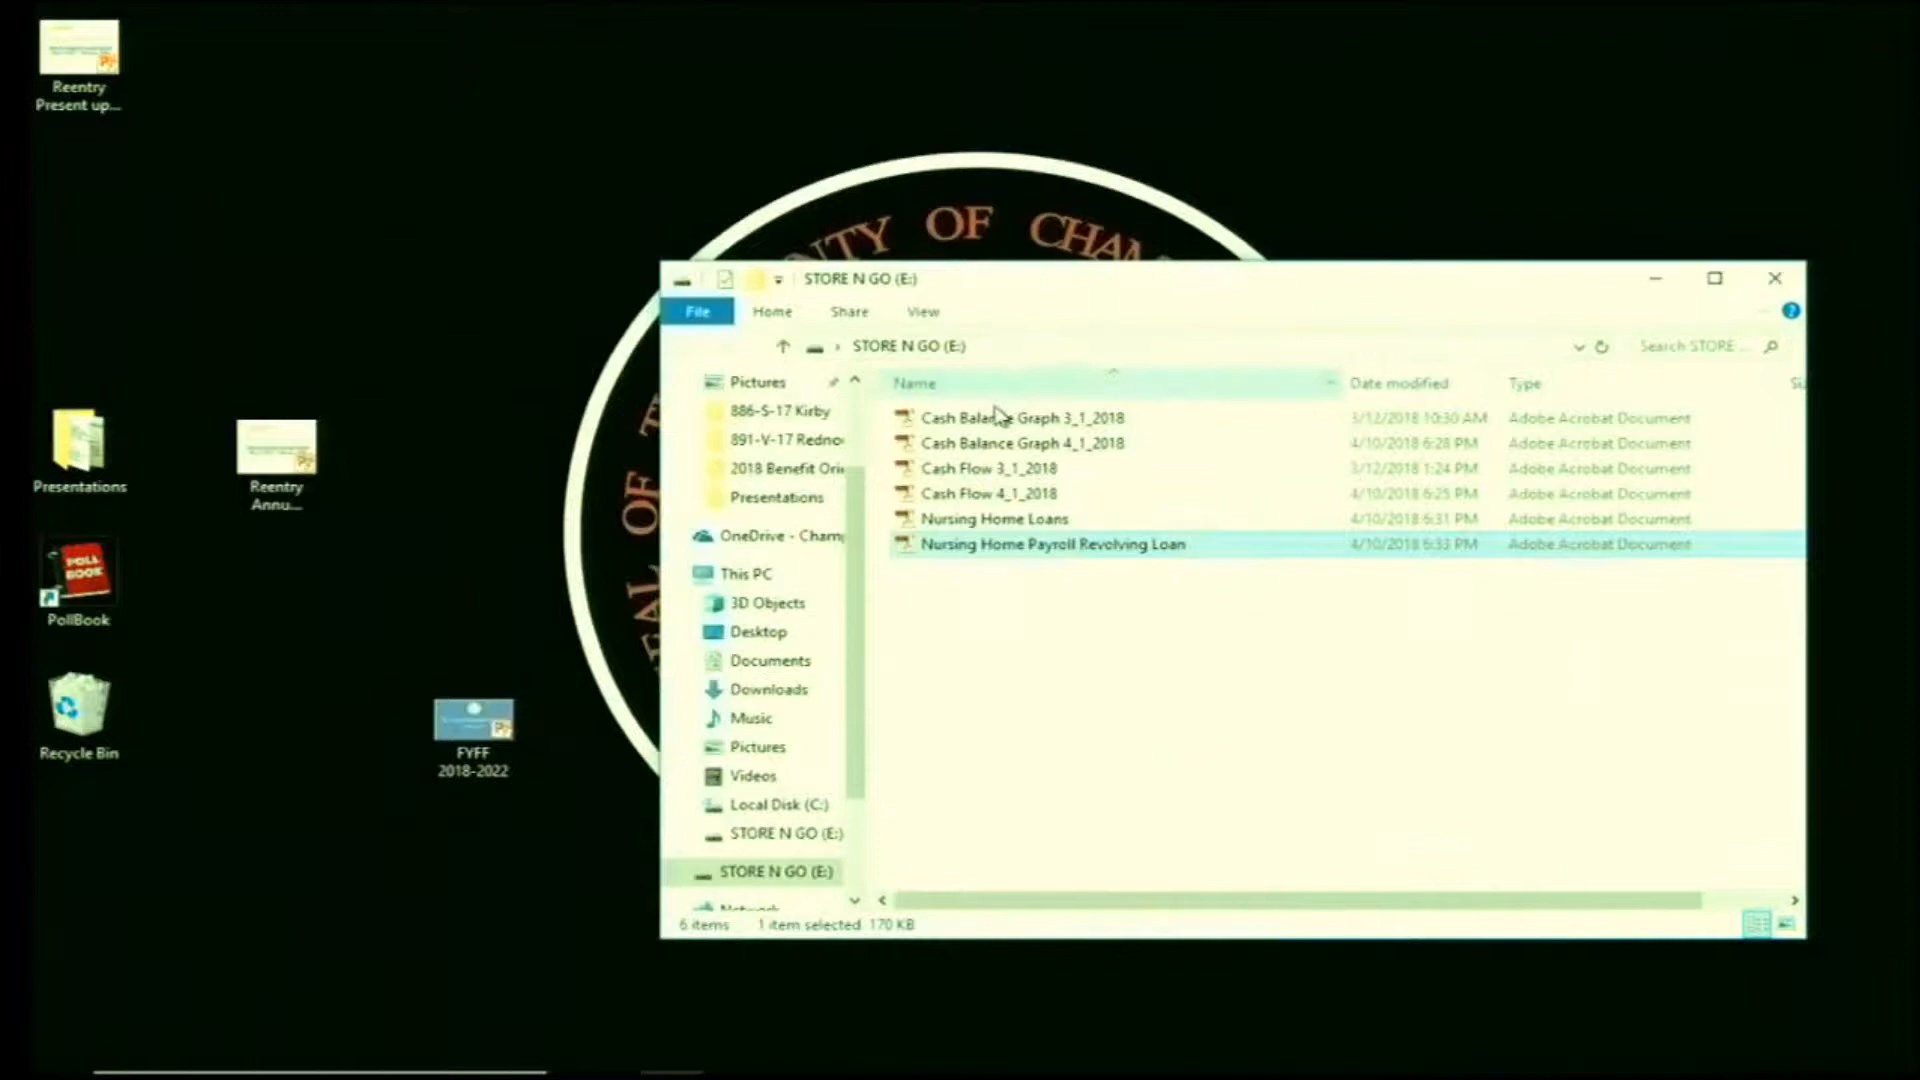 Reentry
Present up...
Presentations
Reentry
Annu...
POLL
BOOK
PollBook
Recycle Bin
FYFF
2018-2022
OF CHAM
STORE N GO (E:)
File Home Share View
STORE N GO (E:)
Search STORE ...
Pictures
886-S-17 Kirby
891-V-17 Redno
2018 Benefit Ori
Presentations
OneDrive - Cham
This PC
3D Objects
Desktop
Documents
Downloads
Music
Pictures
Videos
Local Disk (C:)
STORE N GO (E:)
STORE N GO (E:)
Name Date modified Type Si
Cash Balance Graph 3_1_2018 3/12/2018 10:30 AM Adobe Acrobat Document
Cash Balance Graph 4_1_2018 4/10/2018 6:28 PM Adobe Acrobat Document
Cash Flow 3_1_2018 3/12/2018 1:24 PM Adobe Acrobat Document
Cash Flow 4_1_2018 4/10/2018 6:25 PM Adobe Acrobat Document
Nursing Home Loans 4/10/2018 6:31 PM Adobe Acrobat Document
Nursing Home Payroll Revolving Loan 4/10/2018 6:33 PM Adobe Acrobat Document
6 items 1 item selected 170 KB